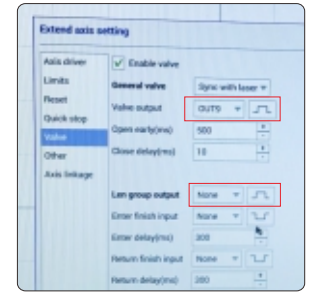 Extend axis setting
Axis driver
Limits
Reset
Quick stop
Valve
Other
Axis linkage
Enable valve
General valve Sync with laser
Valve output OUT9
Open early(ms) 500
Close delay(ms) 10
Len group output None
Enter finish input None
Enter delay(ms) 200
Return finish input None
Return delay(ms) 200